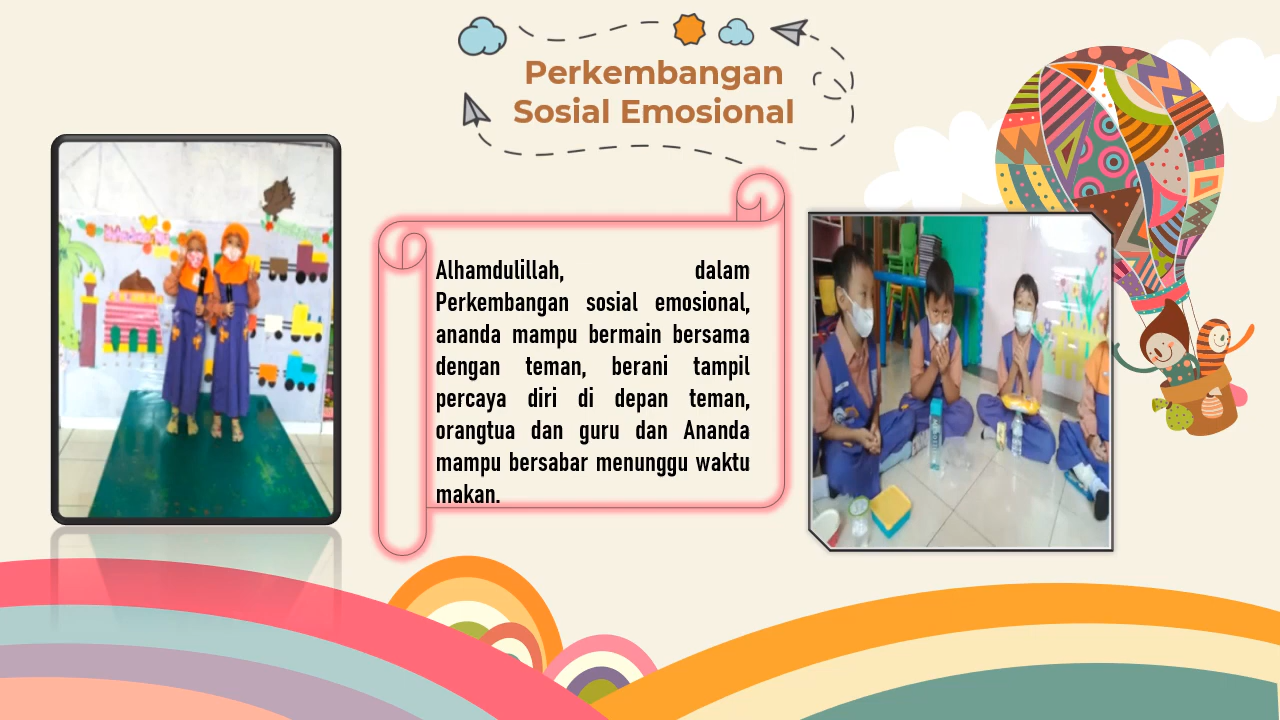 Perkembangan
Sosial Emosional
Alhamdulillah, dalam
Perkembangan sosial emosional,
ananda mampu bermain bersama
dengan teman, berani tampil
percaya diri di depan teman,
orangtua dan guru dan Ananda
mampu bersabar menunggu waktu
makan.